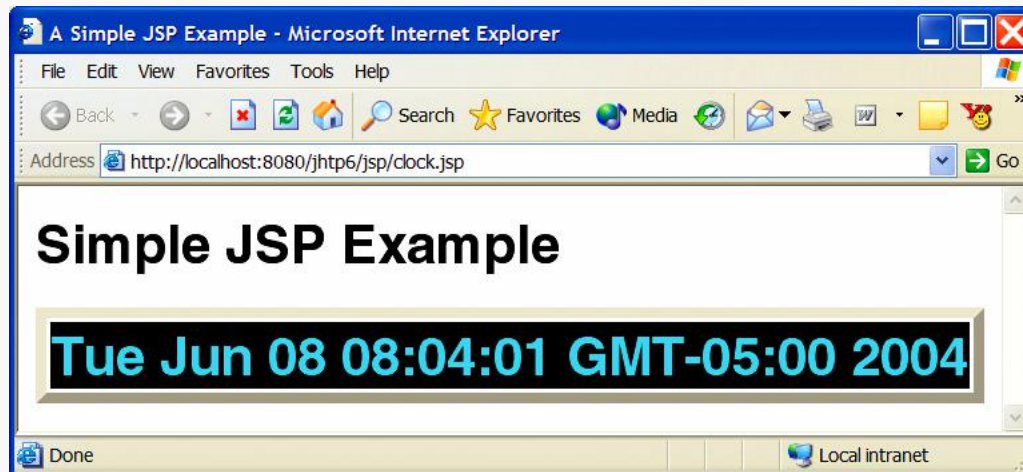 A Simple JSP Example - Microsoft Internet Explorer
File Edit View Favorites Tools Help
Back Search Favorites Media W »
Address http://localhost:8080/jhtp6/jsp/clock.jsp Go
Simple JSP Example
Tue Jun 08 08:04:01 GMT-05:00 2004
Done Local intranet